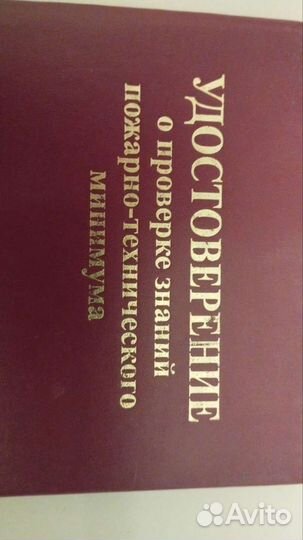 УДОСТОВЕРЕНИЕ
о проверке знаний
пожарно-технического
минимума
Avito